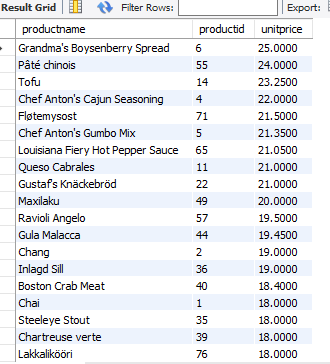 Result Grid Filter Rows: Export:
productname productid unitprice
Grandma's Boysenberry Spread 6 25.0000
Pâté chinois 55 24.0000
Tofu 14 23.2500
Chef Anton's Cajun Seasoning 4 22.0000
Fløtemysost 71 21.5000
Chef Anton's Gumbo Mix 5 21.3500
Louisiana Fiery Hot Pepper Sauce 65 21.0500
Queso Cabrales 11 21.0000
Gustaf's Knäckebröd 22 21.0000
Maxilaku 49 20.0000
Ravioli Angelo 57 19.5000
Gula Malacca 44 19.4500
Chang 2 19.0000
Inlagd Sill 36 19.0000
Boston Crab Meat 40 18.4000
Chai 1 18.0000
Steeleye Stout 35 18.0000
Chartreuse verte 39 18.0000
Lakkalikööri 76 18.0000